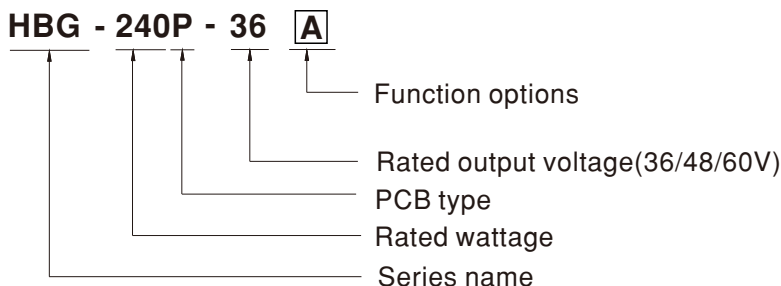 HBG - 240P - 36 A
Function options
Rated output voltage(36/48/60V)
PCB type
Rated wattage
Series name